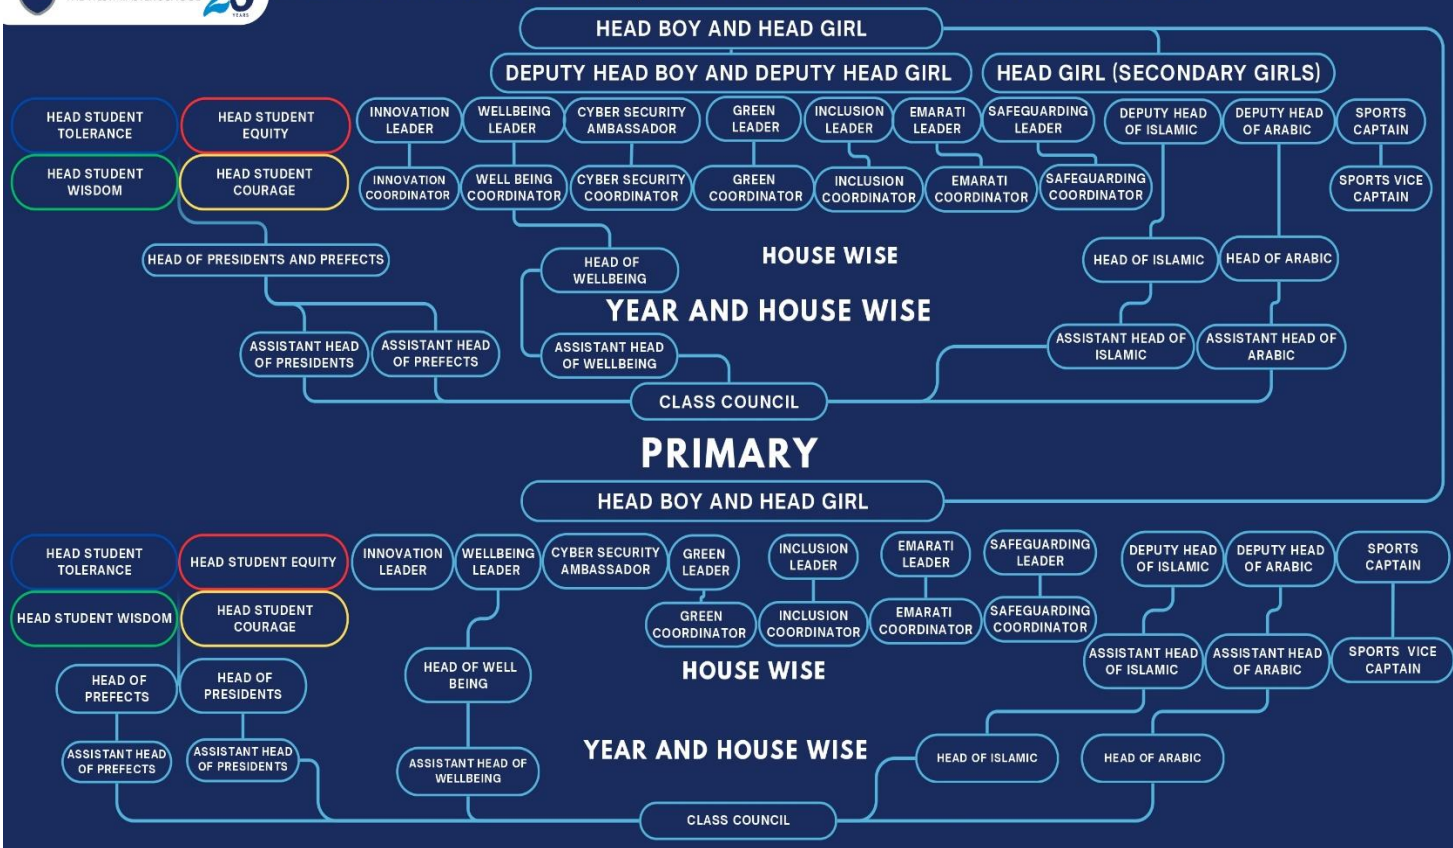 YEARS
HEAD BOY AND HEAD GIRL
DEPUTY HEAD BOY AND DEPUTY HEAD GIRL
HEAD GIRL (SECONDARY GIRLS)
HEAD STUDENT
TOLERANCE
HEAD STUDENT
EQUITY
HEAD STUDENT
WISDOM
HEAD STUDENT
COURAGE
INNOVATION
LEADER
WELLBEING
LEADER
CYBER SECURITY
AMBASSADOR
GREEN
LEADER
INCLUSION
LEADER
EMARATI
LEADER
SAFEGUARDING
LEADER
DEPUTY HEAD
OF ISLAMIC
DEPUTY HEAD
OF ARABIC
SPORTS
CAPTAIN
INNOVATION
COORDINATOR
WELL BEING
COORDINATOR
CYBER SECURITY
COORDINATOR
GREEN
COORDINATOR
INCLUSION
COORDINATOR
EMARATI
COORDINATOR
SAFEGUARDING
COORDINATOR
SPORTS VICE
CAPTAIN
HEAD OF PRESIDENTS AND PREFECTS
HEAD OF
WELLBEING
HOUSE WISE
HEAD OF ISLAMIC
HEAD OF ARABIC
YEAR AND HOUSE WISE
ASSISTANT HEAD
OF PRESIDENTS
ASSISTANT HEAD
OF PREFECTS
ASSISTANT HEAD
OF WELLBEING
ASSISTANT HEAD OF
ISLAMIC
ASSISTANT HEAD OF
ARABIC
CLASS COUNCIL
PRIMARY
HEAD BOY AND HEAD GIRL
HEAD STUDENT
TOLERANCE
HEAD STUDENT EQUITY
HEAD STUDENT WISDOM
HEAD STUDENT
COURAGE
INNOVATION
LEADER
WELLBEING
LEADER
CYBER SECURITY
AMBASSADOR
GREEN
LEADER
INCLUSION
LEADER
EMARATI
LEADER
SAFEGUARDING
LEADER
DEPUTY HEAD
OF ISLAMIC
DEPUTY HEAD
OF ARABIC
SPORTS
CAPTAIN
GREEN
COORDINATOR
INCLUSION
COORDINATOR
EMARATI
COORDINATOR
SAFEGUARDING
COORDINATOR
HEAD OF
PREFECTS
HEAD OF
PRESIDENTS
HEAD OF WELL
BEING
HOUSE WISE
ASSISTANT HEAD
OF ISLAMIC
ASSISTANT HEAD
OF ARABIC
SPORTS VICE
CAPTAIN
ASSISTANT HEAD
OF PREFECTS
ASSISTANT HEAD
OF PRESIDENTS
ASSISTANT HEAD OF
WELLBEING
YEAR AND HOUSE WISE
HEAD OF ISLAMIC
HEAD OF ARABIC
CLASS COUNCIL